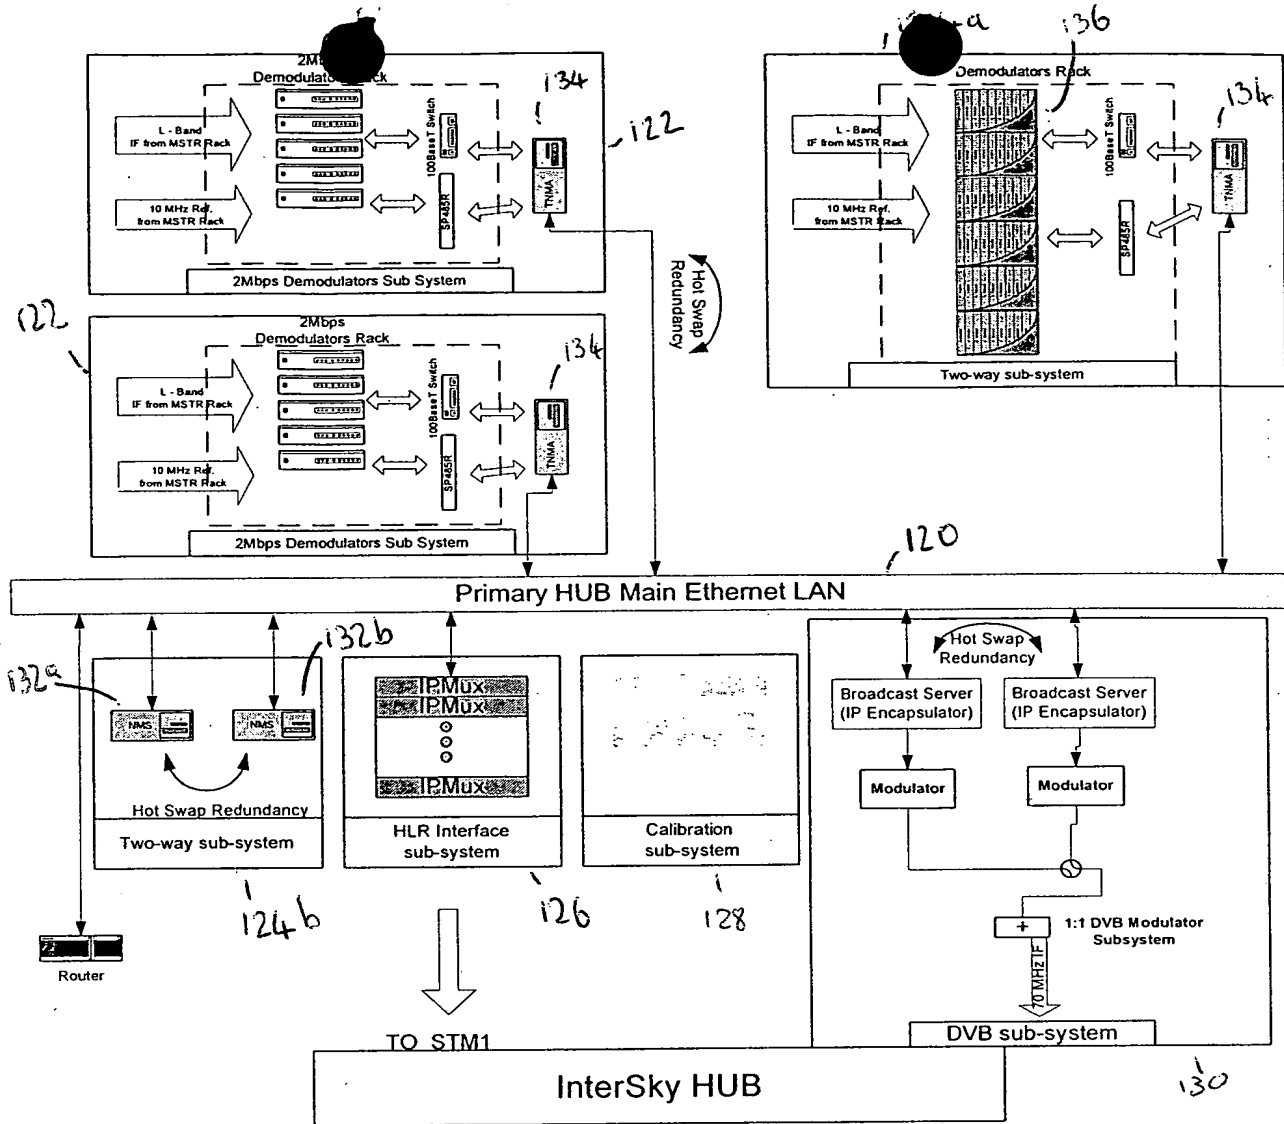 136
134
122
Demodulators Rack
L - Band
IF from MSTR Rack
10 MHz Ref.
from MSTR Rack
100BaseT Switch
SP485R
TNMA
2Mbps Demodulators Sub System
Hot Swap
Redundancy
Demodulators Rack
134
L - Band
IF from MSTR Rack
10 MHz Ref.
from MSTR Rack
100BaseT Switch
SP485R
TNMA
Two-way sub-system
122
2Mbps
Demodulators Rack
134
L - Band
IF from MSTR Rack
10 MHz Ref.
from MSTR Rack
100BaseT Switch
SP485R
TNMA
2Mbps Demodulators Sub System
120
Primary HUB Main Ethernet LAN
132a
132b
NMS
NMS
Hot Swap Redundancy
Two-way sub-system
124b
IPMux
IPMux
IPMux
HLR Interface
sub-system
126
Calibration
sub-system
128
Hot Swap
Redundancy
Broadcast Server
(IP Encapsulator)
Broadcast Server
(IP Encapsulator)
Modulator
Modulator
+
1:1 DVB Modulator
Subsystem
70 MHz IF
DVB sub-system
130
Router
TO STM1
InterSky HUB